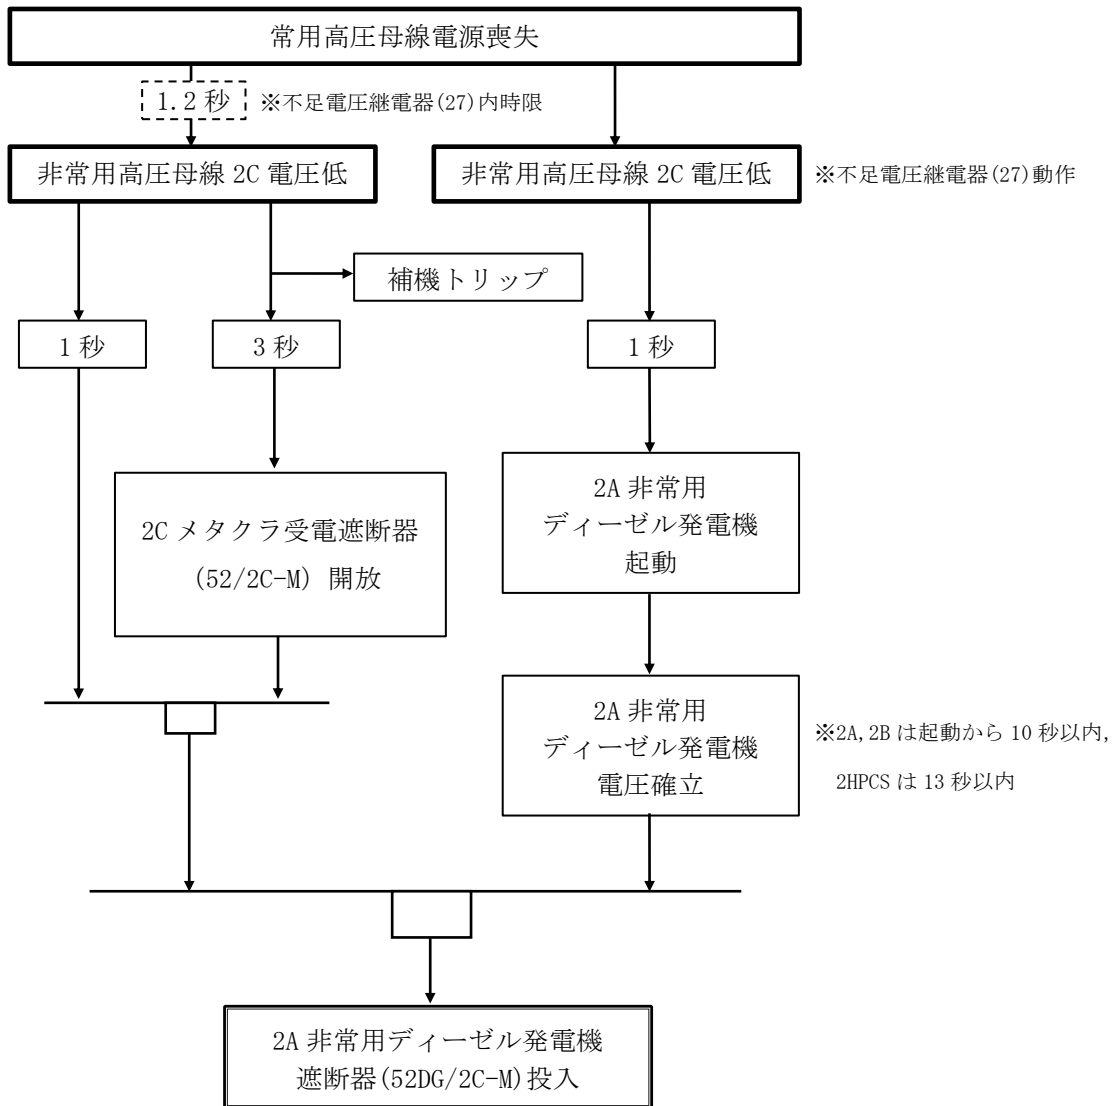 常用高圧母線電源喪失
1.2 秒
※不足電圧継電器(27)内時限
非常用高圧母線 2C 電圧低
非常用高圧母線 2C 電圧低
※不足電圧継電器(27)動作
補機トリップ
1 秒
3 秒
1 秒
2C メタクラ受電遮断器
(52/2C-M) 開放
2A 非常用
ディーゼル発電機
起動
2A 非常用
ディーゼル発電機
電圧確立
※2A,2B は起動から 10 秒以内,
2HPCS は 13 秒以内
2A 非常用ディーゼル発電機
遮断器(52DG/2C-M)投入